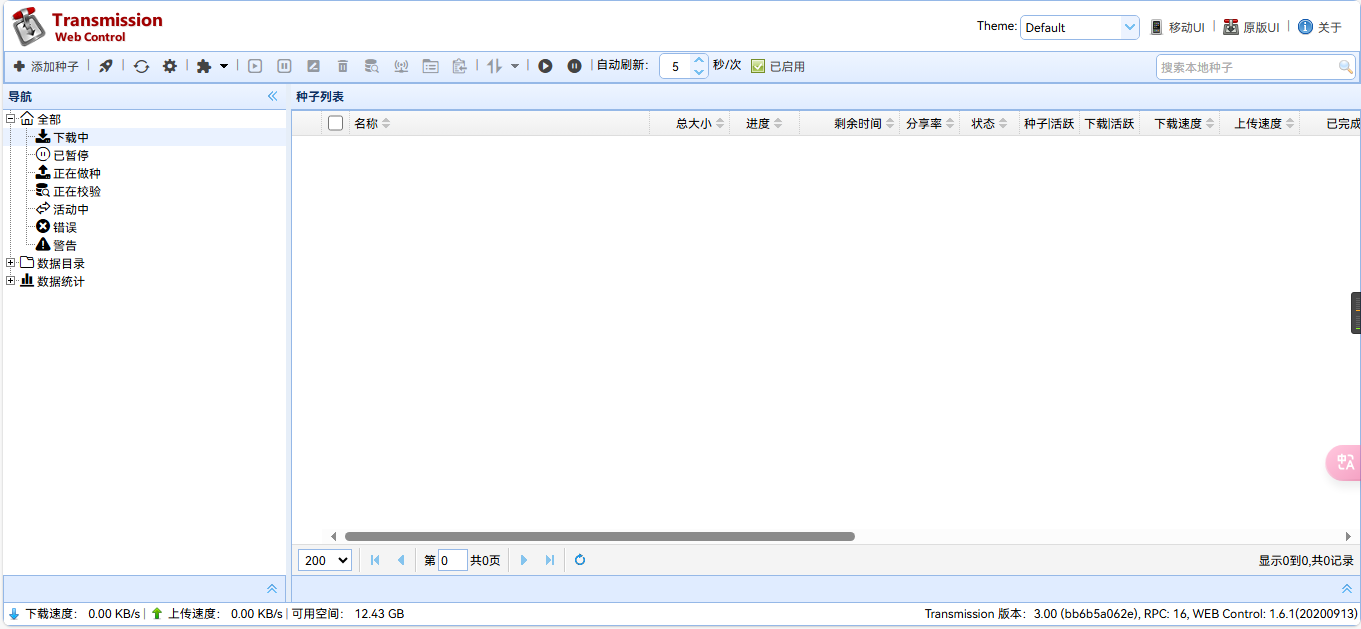 Transmission
Web Control
Theme: Default 移动UI 原版UI 关于
添加种子 自动刷新: 5 秒/次 已启用 搜索本地种子
导航 种子列表
名称 总大小 进度 剩余时间 分享率 状态 种子|活跃 下载|活跃 下载速度 上传速度 已完成
全部
下载中
已暂停
正在做种
正在校验
活动中
错误
警告
数据目录
数据统计
中 A
200 第 0 共0页 显示0到0,共0记录
下载速度: 0.00 KB/s 上传速度: 0.00 KB/s 可用空间: 12.43 GB Transmission 版本: 3.00 (bb6b5a062e), RPC: 16, WEB Control: 1.6.1(20200913)